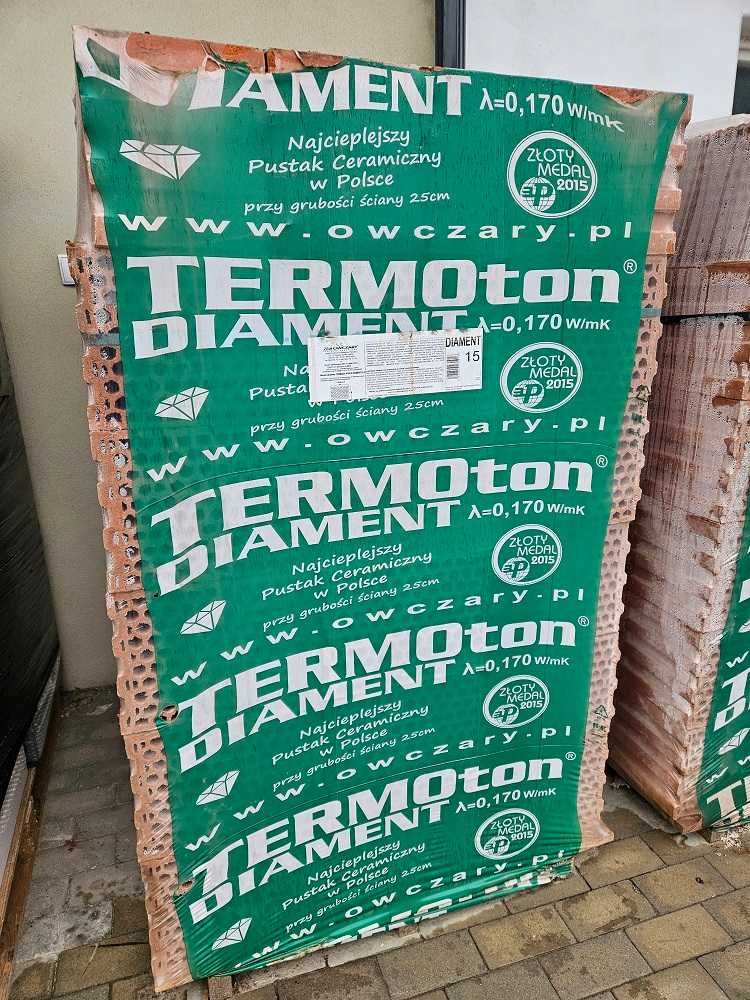 DIAMENT λ=0,170 W/mK
Najcieplejszy
Pustak Ceramiczny
w Polsce
przy grubości ściany 25cm
ZŁOTY
MEDAL
2015
www.owczary.pl
TERMOton®
DIAMENT λ=0,170 W/mK
DIAMENT
15
w Polsce
przy grubości ściany 25cm
ZŁOTY
MEDAL
2015
www.owczary.pl
TERMOton®
DIAMENT λ=0,170 W/mK
Najcieplejszy
Pustak Ceramiczny
w Polsce
przy grubości ściany 25cm
ZŁOTY
MEDAL
2015
www.owczary.pl
TERMOton®
DIAMENT λ=0,170 W/mK
Najcieplejszy
Pustak Ceramiczny
w Polsce
przy grubości ściany 25cm
ZŁOTY
MEDAL
2015
www.owczary.pl
TERMOton®
DIAMENT λ=0,170 W/mK
Najcieplejszy
Pustak Ceramiczny
w Polsce
przy grubości ściany 25cm
ZŁOTY
MEDAL
2015
www.owczary.pl